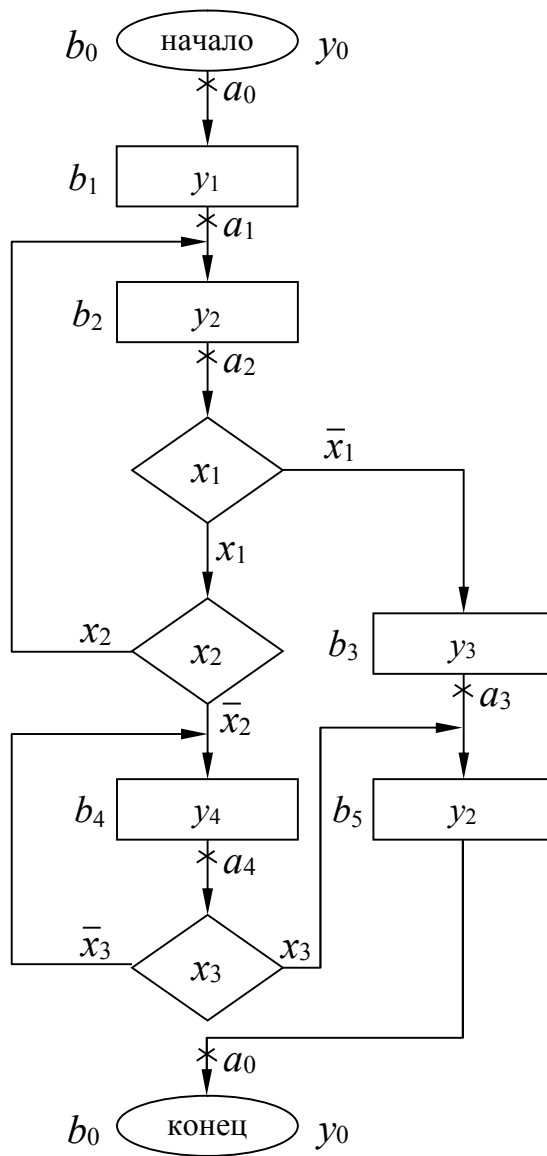 b₀ начало y₀
a₀
b₁ y₁
a₁
b₂ y₂
a₂
x₁ x̄₁
x₁
x₂ x₂ b₃ y₃
x̄₂ a₃
b₄ y₄ b₅ y₂
a₄
x̄₃ x₃ x₃
a₀
b₀ конец y₀